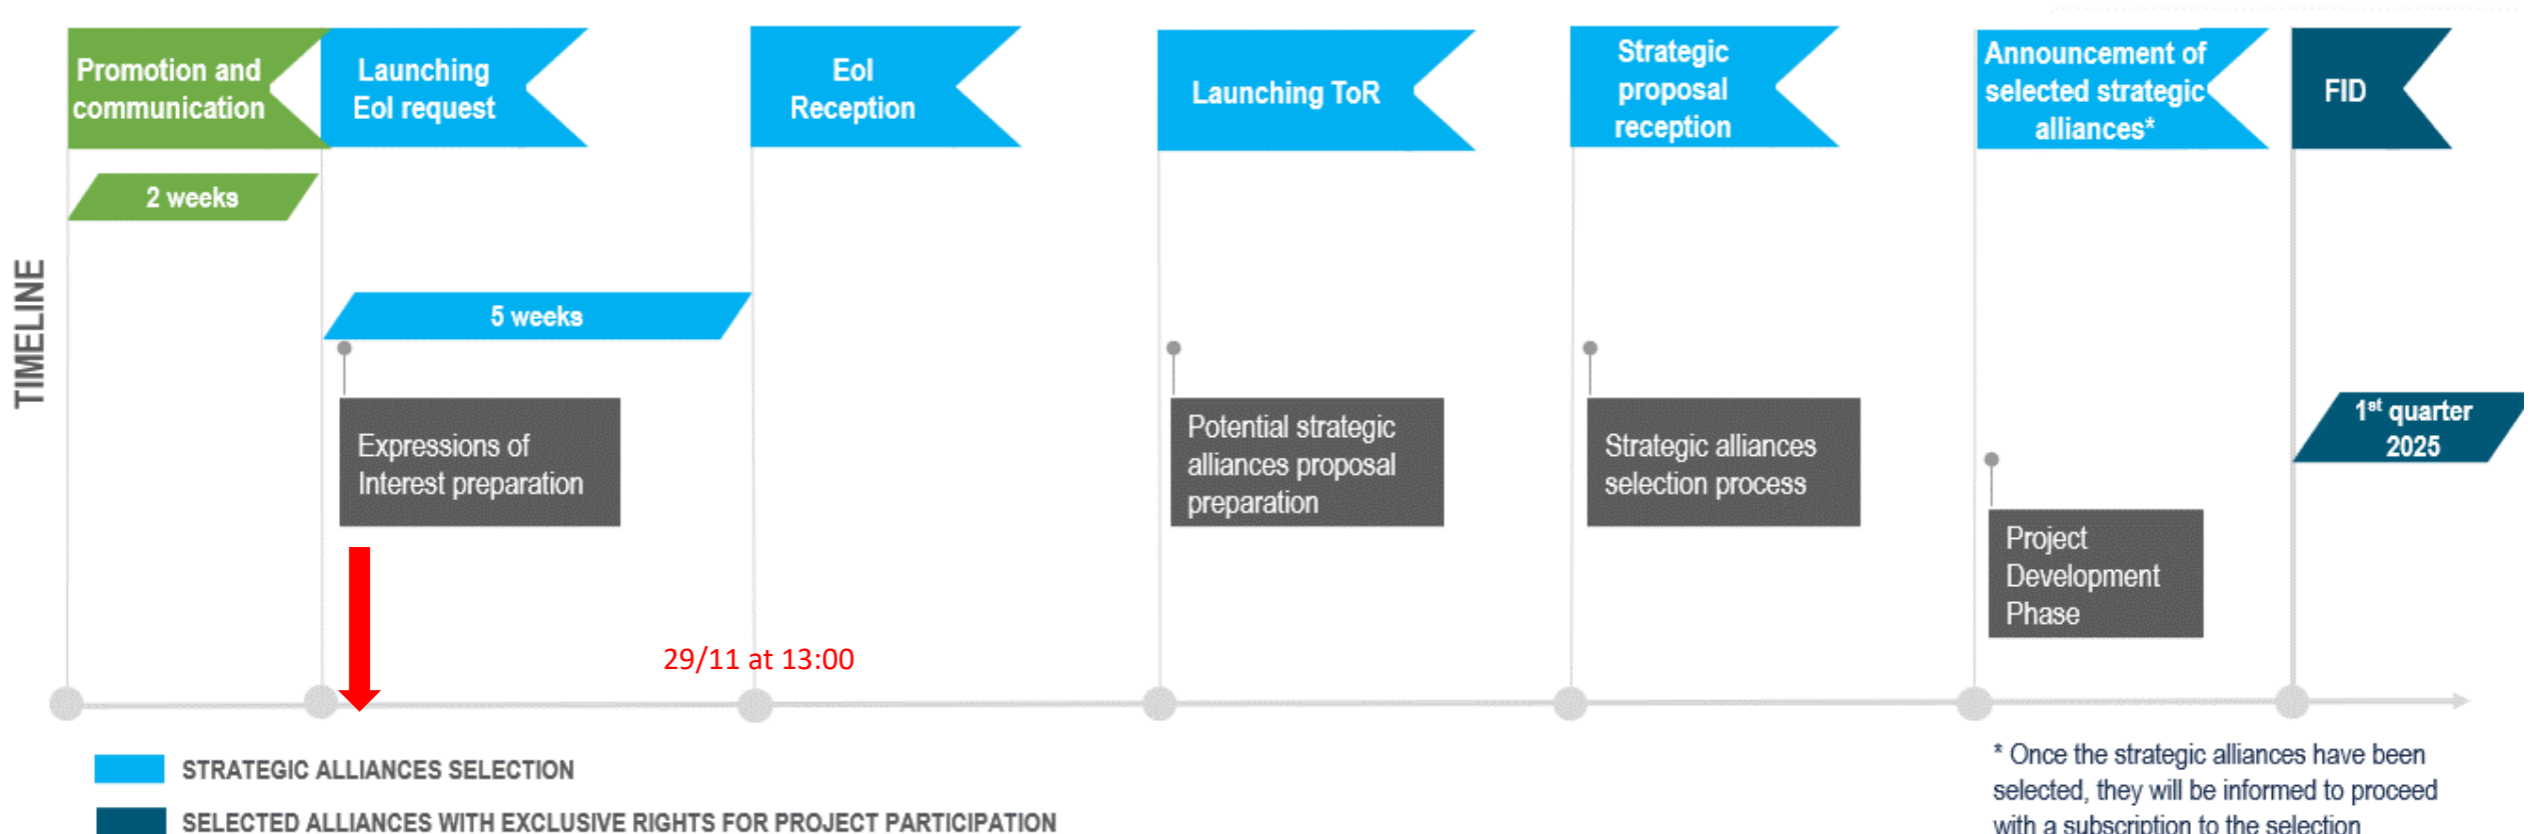 Promotion and
communication
Launching
EoI request
EoI
Reception
Launching ToR
Strategic
proposal
reception
Announcement of
selected strategic
alliances*
FID
2 weeks
TIMELINE
5 weeks
Expressions of
Interest preparation
Potential strategic
alliances proposal
preparation
Strategic alliances
selection process
1st quarter
2025
Project
Development
Phase
29/11 at 13:00
STRATEGIC ALLIANCES SELECTION
SELECTED ALLIANCES WITH EXCLUSIVE RIGHTS FOR PROJECT PARTICIPATION
* Once the strategic alliances have been
selected, they will be informed to proceed
with a subscription to the selection